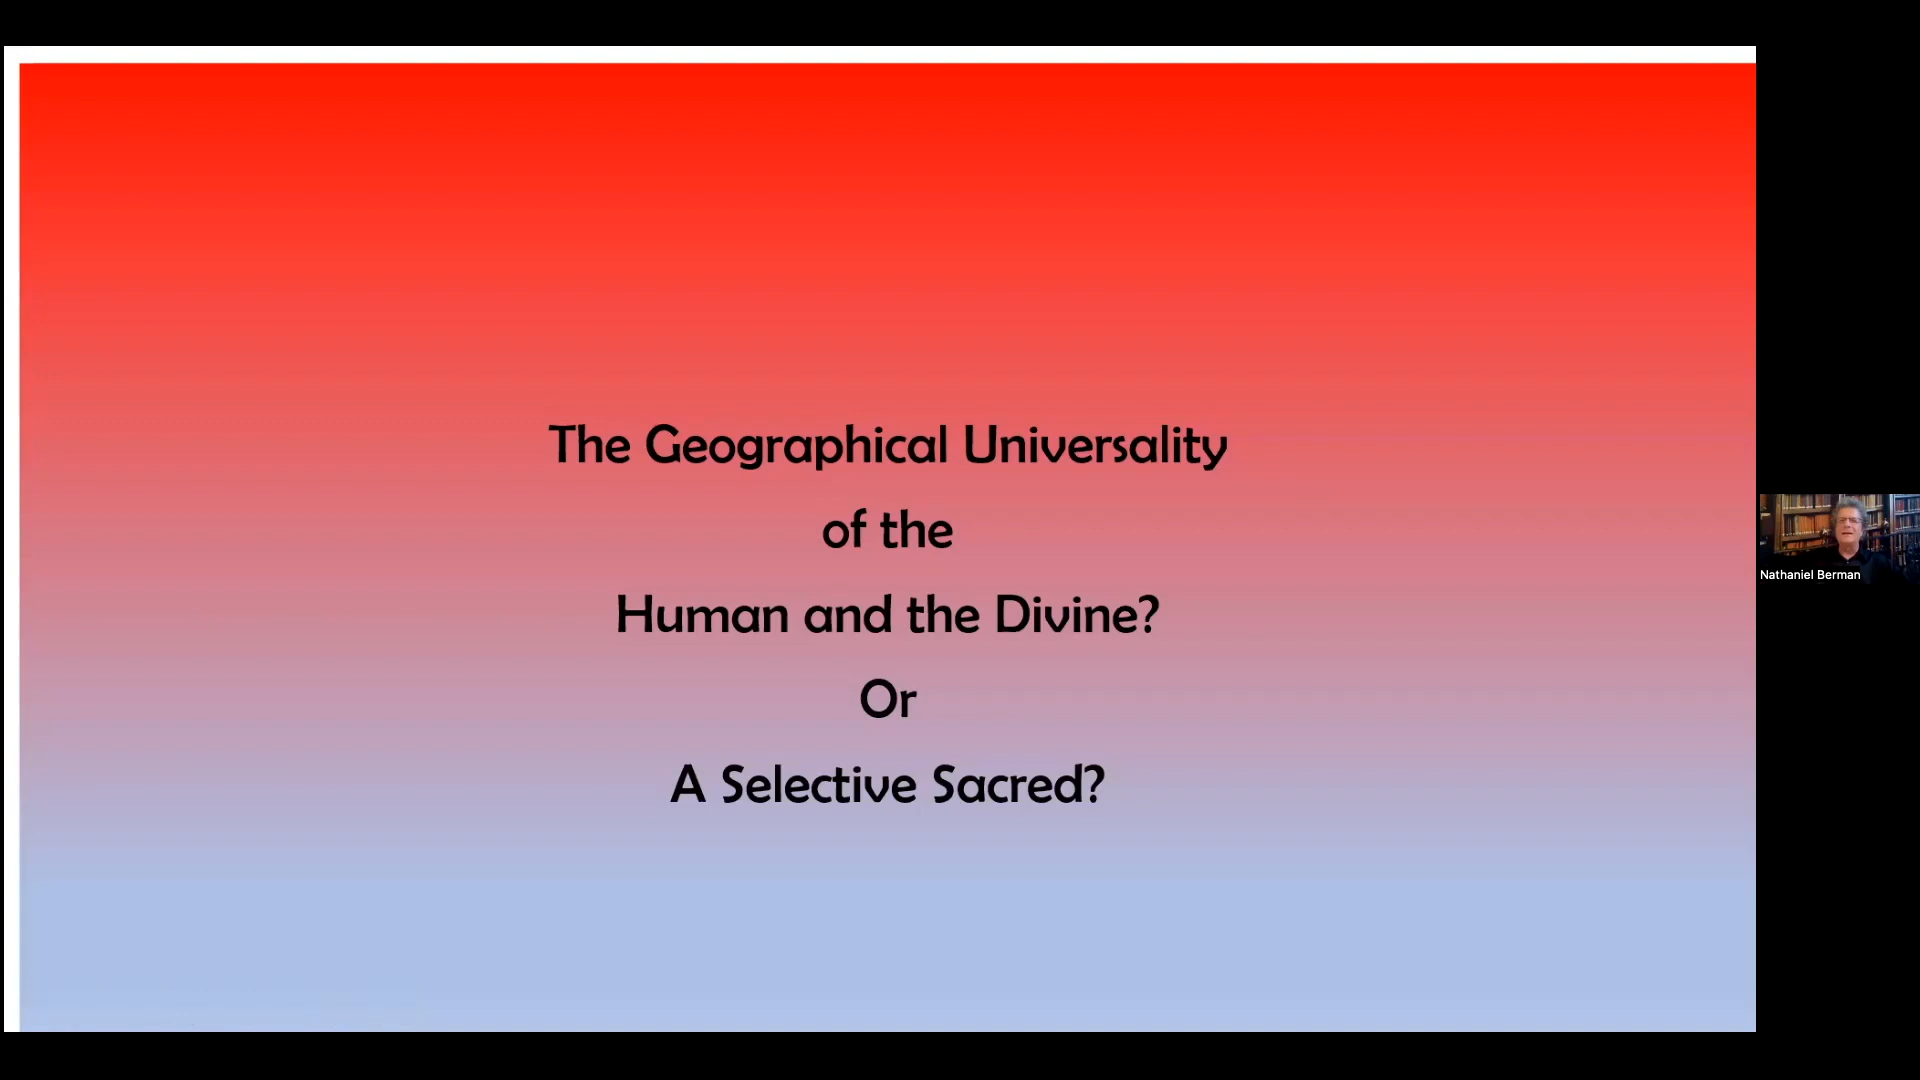 The Geographical Universality
of the
Human and the Divine?
Or
A Selective Sacred?
Nathaniel Berman